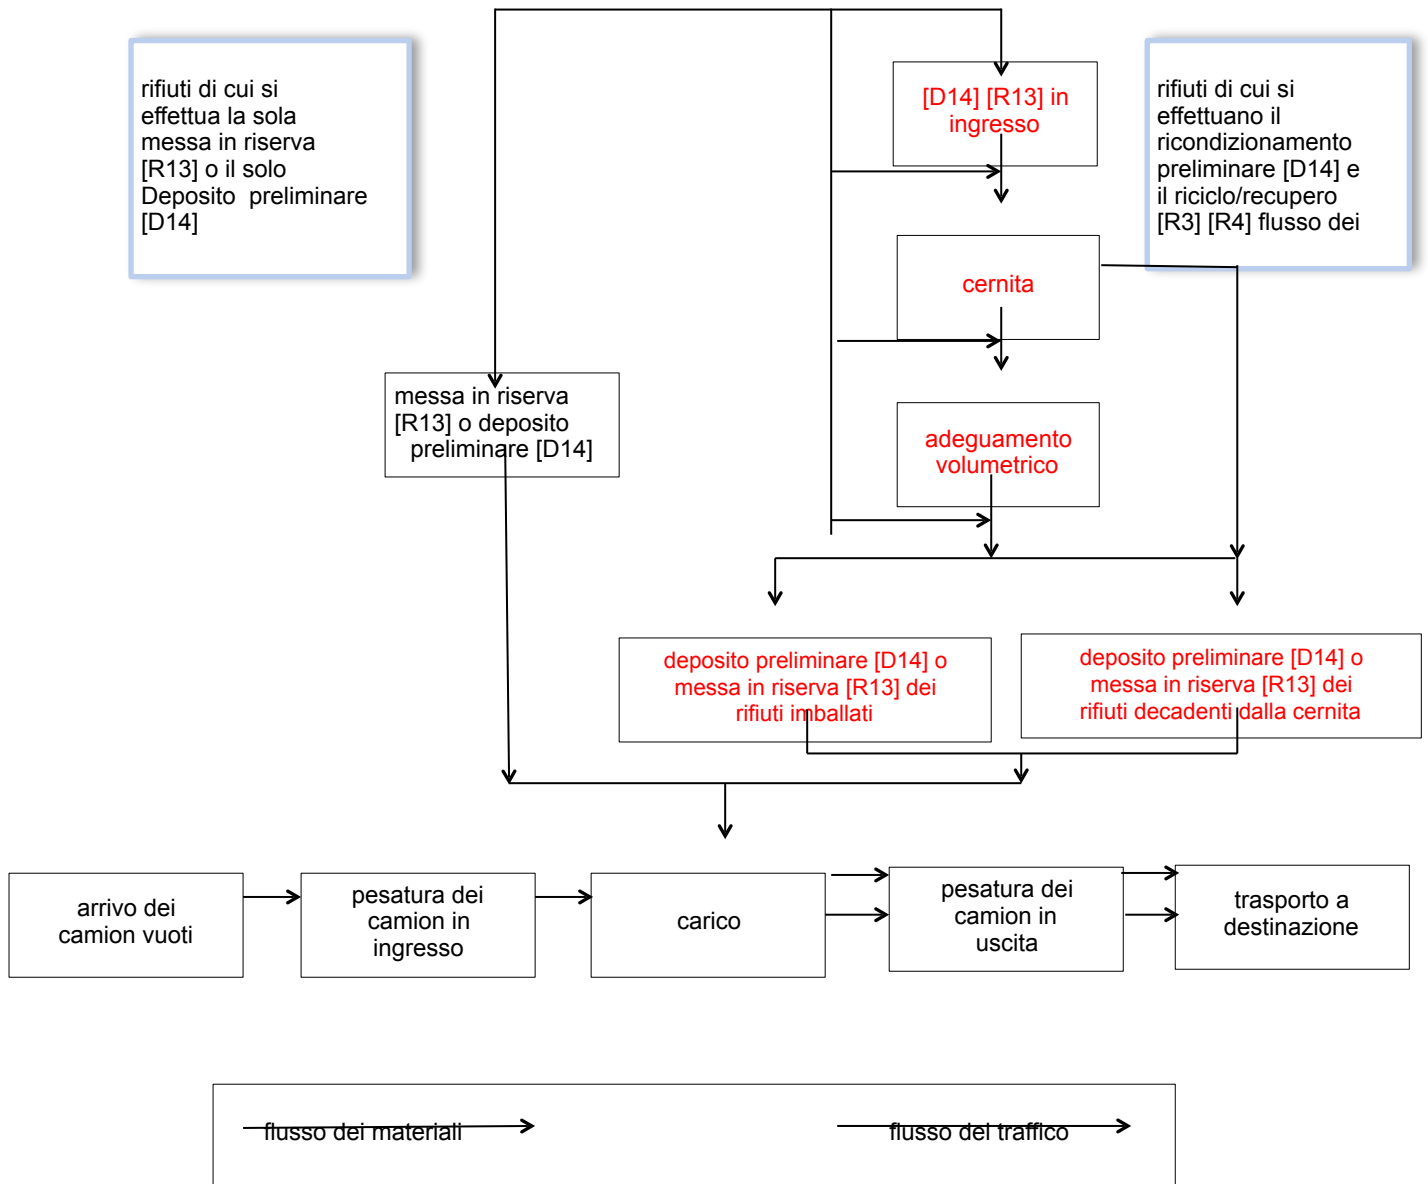 rifiuti di cui si
effettua la sola
messa in riserva
[R13] o il solo
Deposito preliminare
[D14]
[D14] [R13] in
ingresso
rifiuti di cui si
effettuano il
ricondizionamento
preliminare [D14] e
il riciclo/recupero
[R3] [R4] flusso dei
cernita
messa in riserva
[R13] o deposito
preliminare [D14]
adeguamento
volumetrico
deposito preliminare [D14] o
messa in riserva [R13] dei
rifiuti imballati
deposito preliminare [D14] o
messa in riserva [R13] dei
rifiuti decadenti dalla cernita
arrivo dei
camion vuoti
pesatura dei
camion in
ingresso
carico
pesatura dei
camion in
uscita
trasporto a
destinazione
flusso dei materiali
flusso del traffico